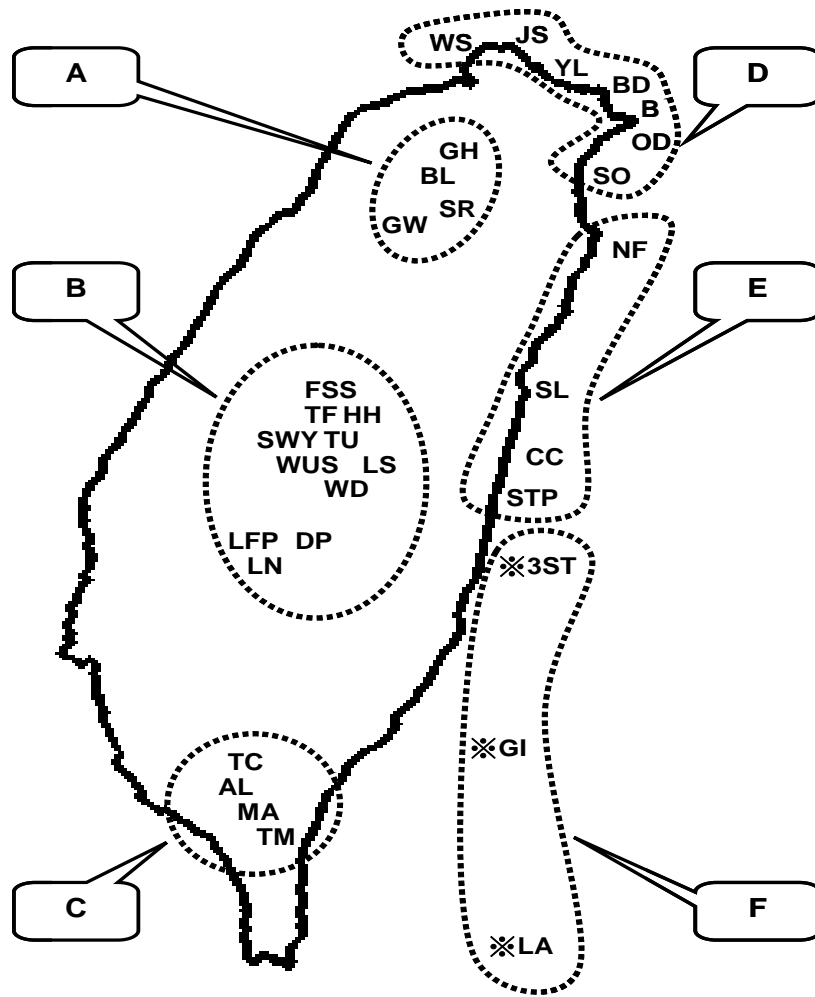 WS JS
YL
BD
B
OD
SO
A
D
GH
BL
SR
GW
NF
B
E
FSS
TF HH
SWY TU
WUS LS
WD
LFP DP
LN
SL
CC
STP
※3ST
※GI
※LA
TC
AL
MA
TM
C
F